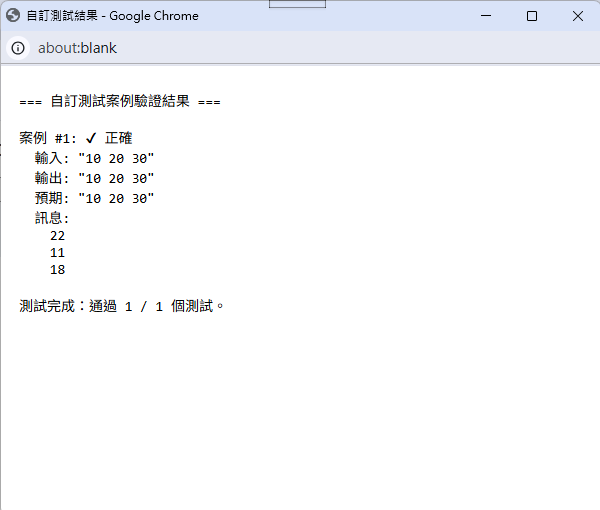 自訂測試結果 - Google Chrome
about:blank
=== 自訂測試案例驗證結果 ===
案例 #1: ✔ 正確
輸入: "10 20 30"
輸出: "10 20 30"
預期: "10 20 30"
訊息:
22
11
18
測試完成：通過 1 / 1 個測試。